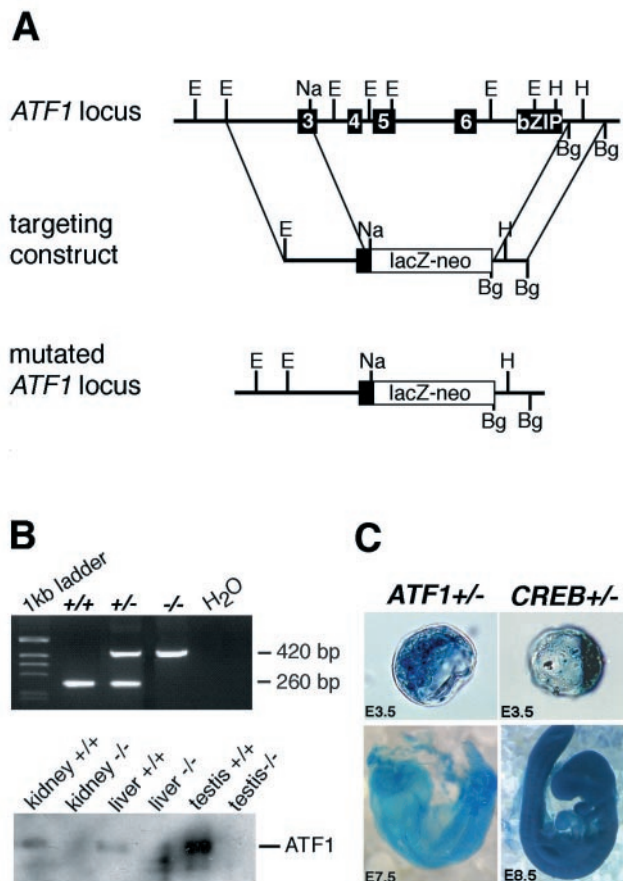 A
E E Na E E E E E H H
ATF1 locus
3 4 5 6 bZIP
Bg Bg
targeting
construct
E Na H
lacZ-neo
Bg Bg
mutated
ATF1 locus
E E Na H
lacZ-neo
Bg Bg
B
1kb ladder +/+ +/- -/- H2O
420 bp
260 bp
kidney +/+ kidney -/- liver +/+ liver -/- testis +/+ testis-/-
ATF1
C
ATF1+/- CREB+/-
E3.5 E3.5
E7.5 E8.5